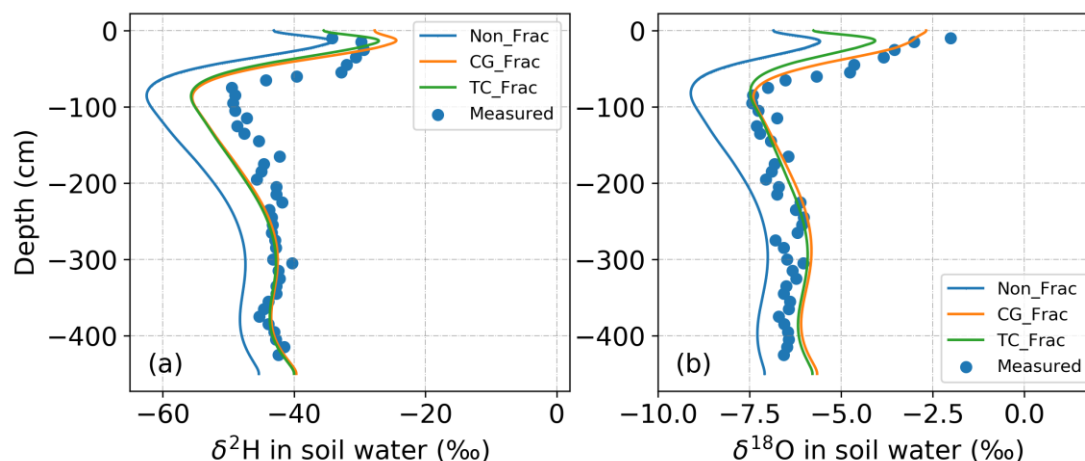 0
−100
−200
−300
−400
Depth (cm)
Non_Frac
CG_Frac
TC_Frac
Measured
(a)
−60
−40
−20
0
δ²H in soil water (‰)
0
−100
−200
−300
−400
Non_Frac
CG_Frac
TC_Frac
Measured
(b)
−10.0
−7.5
−5.0
−2.5
0.0
δ¹⁸O in soil water (‰)